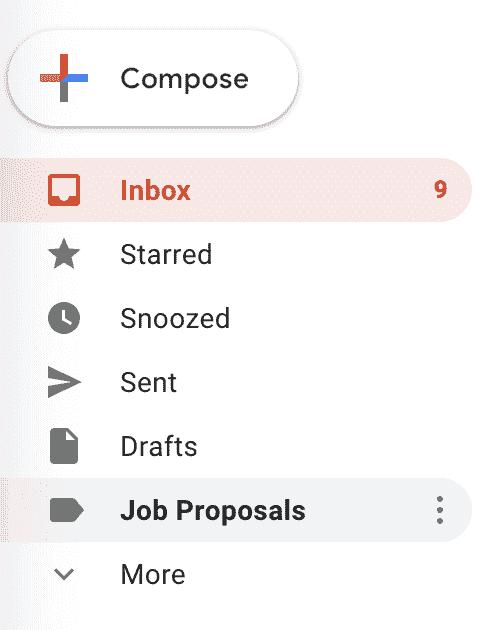 Compose
Inbox 9
Starred
Snoozed
Sent
Drafts
Job Proposals
More